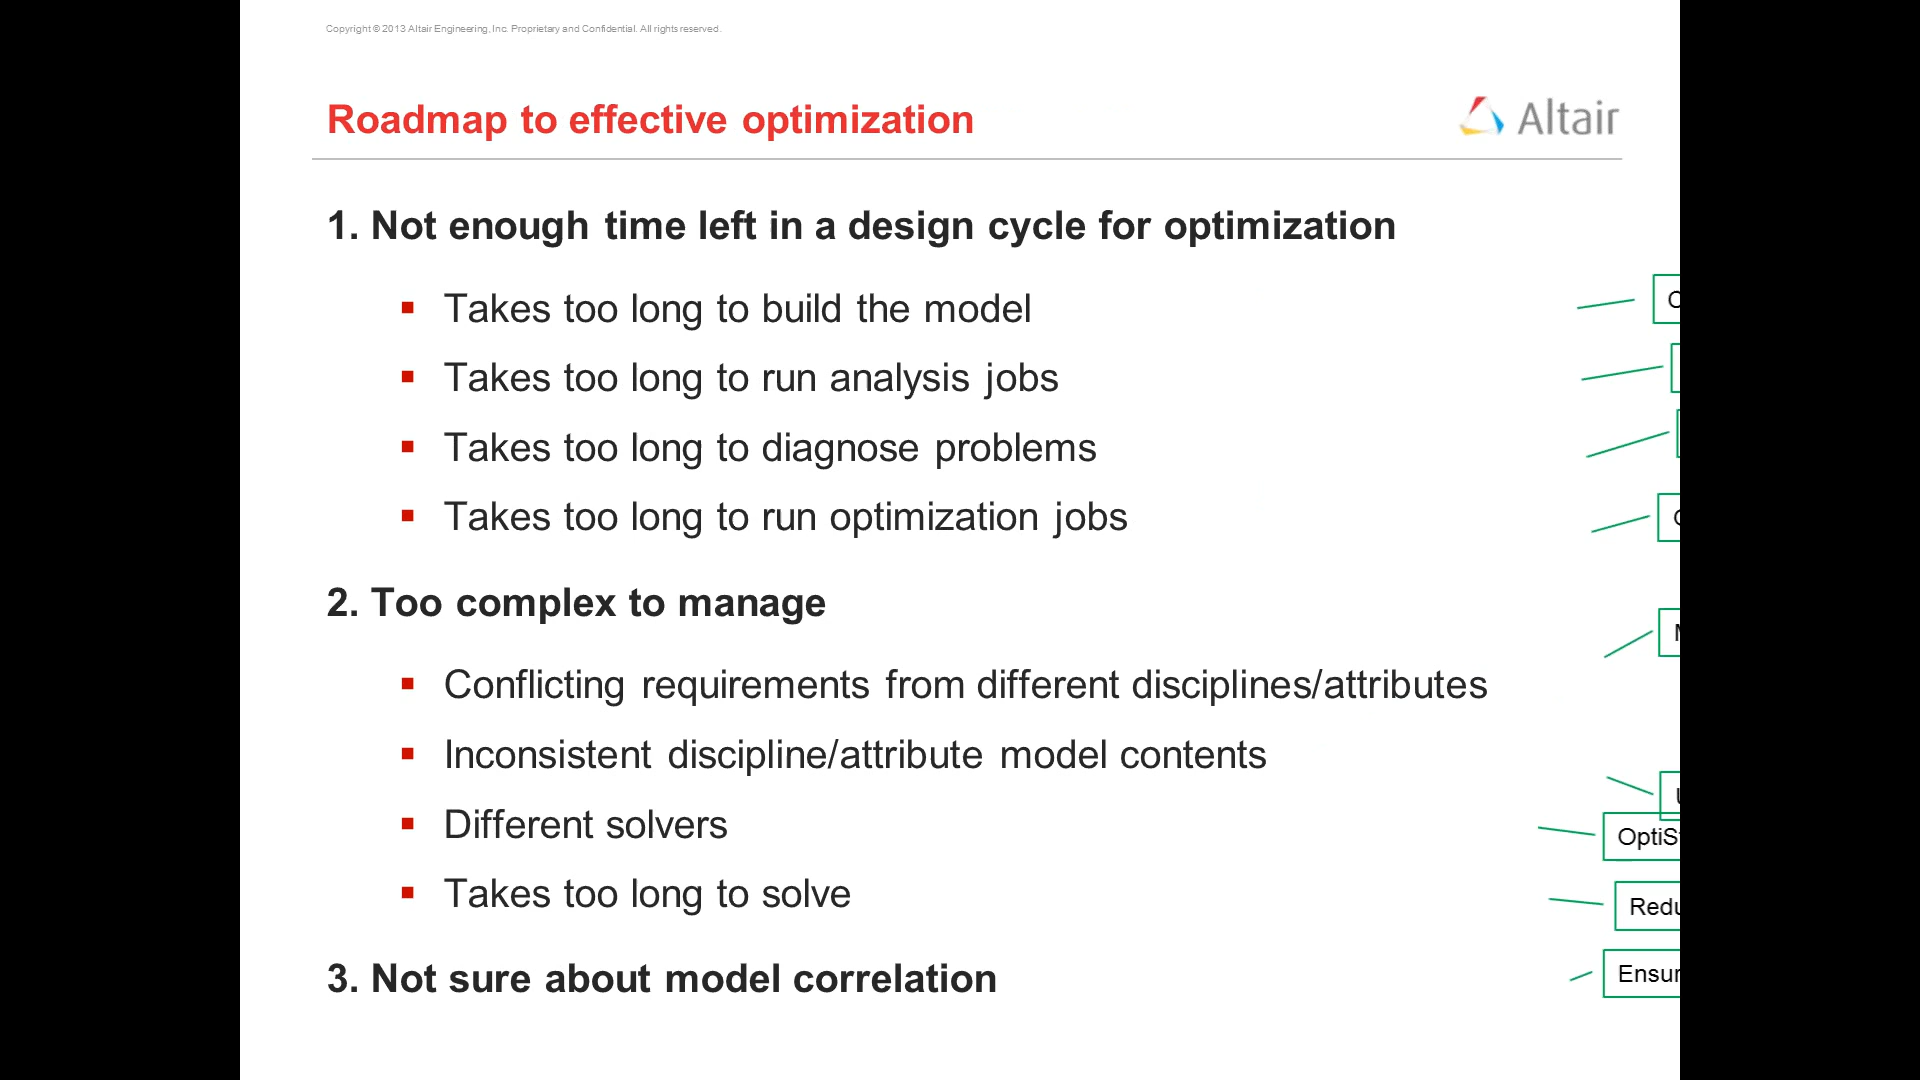 Copyright © 2013 Altair Engineering, Inc. Proprietary and Confidential. All rights reserved.
Roadmap to effective optimization
Altair
1. Not enough time left in a design cycle for optimization
▪ Takes too long to build the model
▪ Takes too long to run analysis jobs
▪ Takes too long to diagnose problems
▪ Takes too long to run optimization jobs
2. Too complex to manage
▪ Conflicting requirements from different disciplines/attributes
▪ Inconsistent discipline/attribute model contents
▪ Different solvers
OptiS
▪ Takes too long to solve
Redu
3. Not sure about model correlation
Ensur